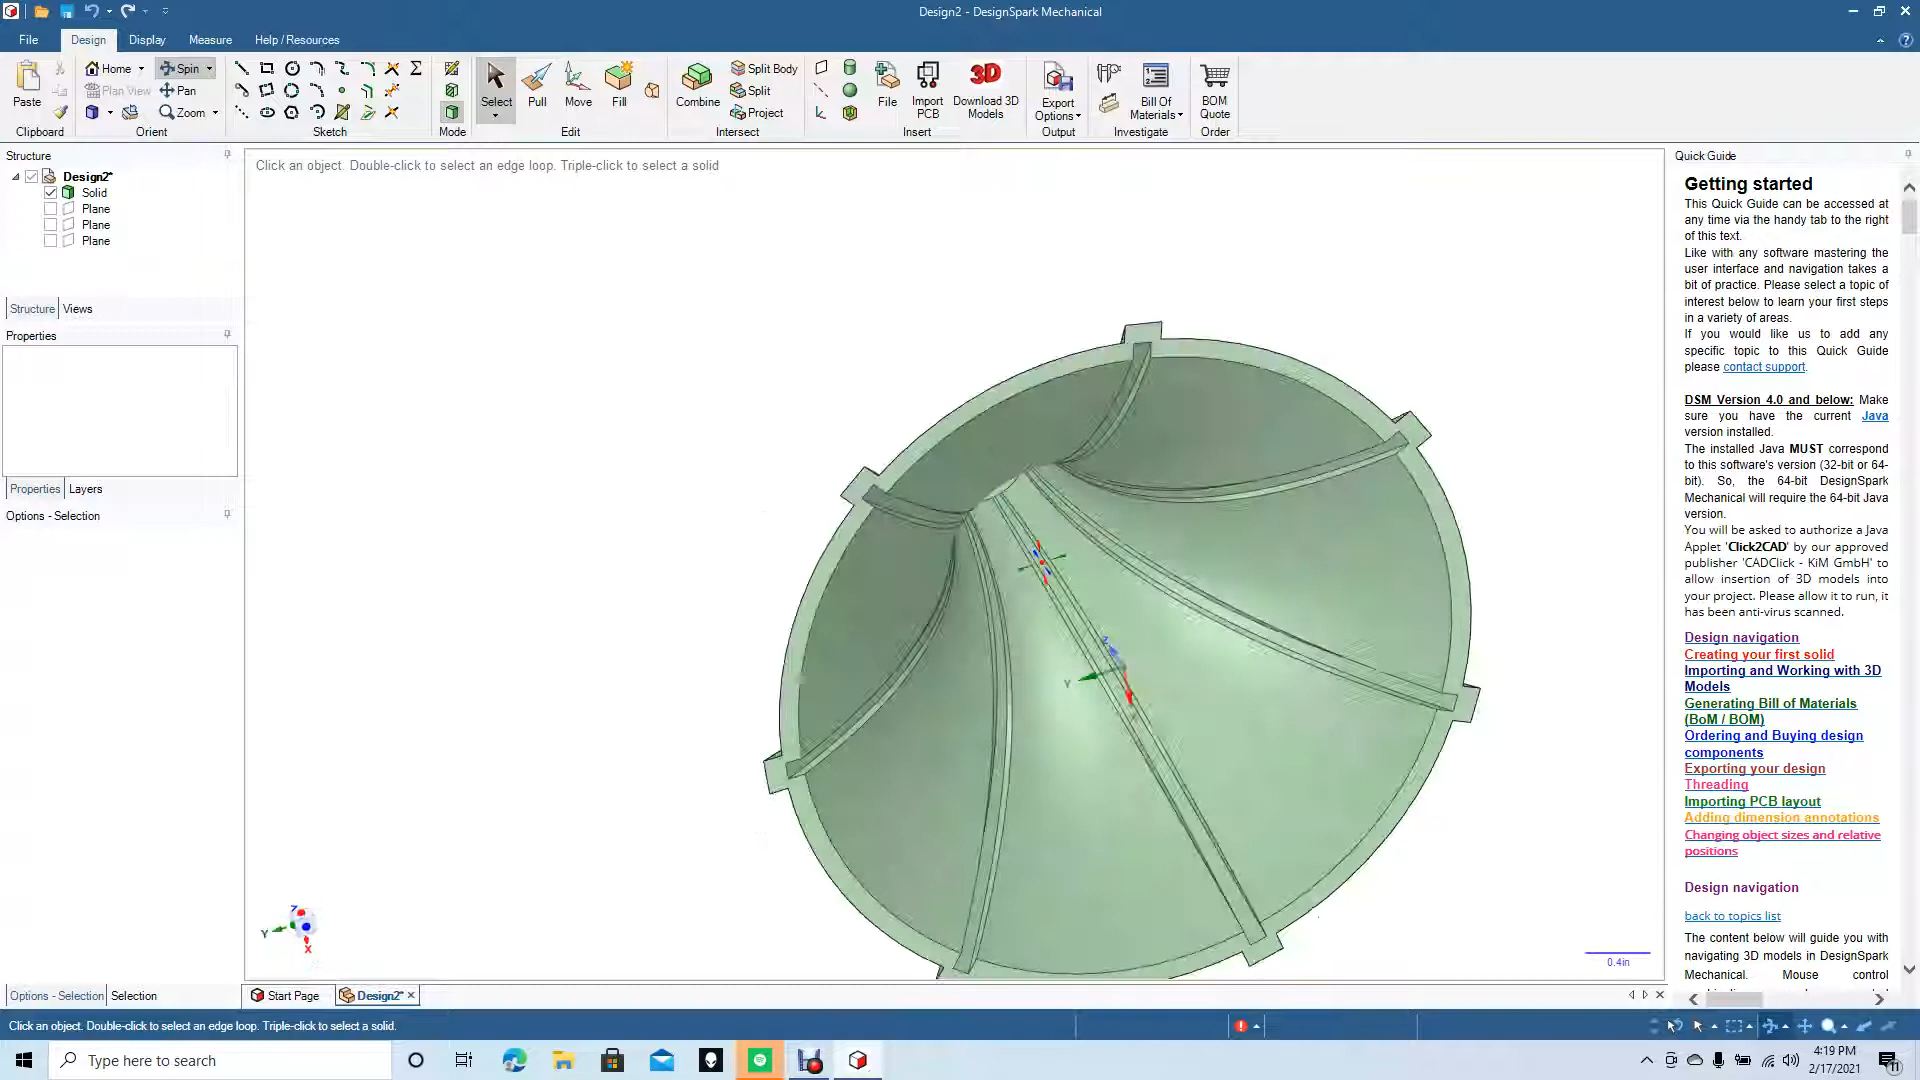 Design2 - DesignSpark Mechanical
File
Design
Display
Measure
Help / Resources
Paste
Clipboard
Home
Spin
Plan View
Pan
Zoom
Orient
Sketch
Mode
Select
Pull
Move
Fill
Edit
Combine
Split Body
Split
Project
Intersect
File
Import PCB
3D
Download 3D Models
Insert
Export Options
Output
Bill Of Materials
Investigate
BOM Quote
Order
Structure
Design2*
Solid
Plane
Plane
Plane
Structure
Views
Properties
Properties
Layers
Options - Selection
Click an object. Double-click to select an edge loop. Triple-click to select a solid
Z
Y
Z
Y
X
0.4in
Quick Guide
Getting started
This Quick Guide can be accessed at
any time via the handy tab to the right
of this text.
Like with any software mastering the
user interface and navigation takes a
bit of practice. Please select a topic of
interest below to learn your first steps
in a variety of areas.
If you would like us to add any
specific topic to this Quick Guide
please contact support.
DSM Version 4.0 and below: Make
sure you have the current Java
version installed.
The installed Java MUST correspond
to this software's version (32-bit or 64-
bit). So, the 64-bit DesignSpark
Mechanical will require the 64-bit Java
version.
You will be asked to authorize a Java
Applet 'Click2CAD' by our approved
publisher 'CADClick - KiM GmbH' to
allow insertion of 3D models into
your project. Please allow it to run, it
has been anti-virus scanned.
Design navigation
Creating your first solid
Importing and Working with 3D
Models
Generating Bill of Materials
(BoM / BOM)
Ordering and Buying design
components
Exporting your design
Threading
Importing PCB layout
Adding dimension annotations
Changing object sizes and relative
positions
Design navigation
back to topics list
The content below will guide you with
navigating 3D models in DesignSpark
Mechanical. Mouse control
Options - Selection
Selection
Start Page
Design2*
Click an object. Double-click to select an edge loop. Triple-click to select a solid.
Type here to search
4:19 PM
2/17/2021
11